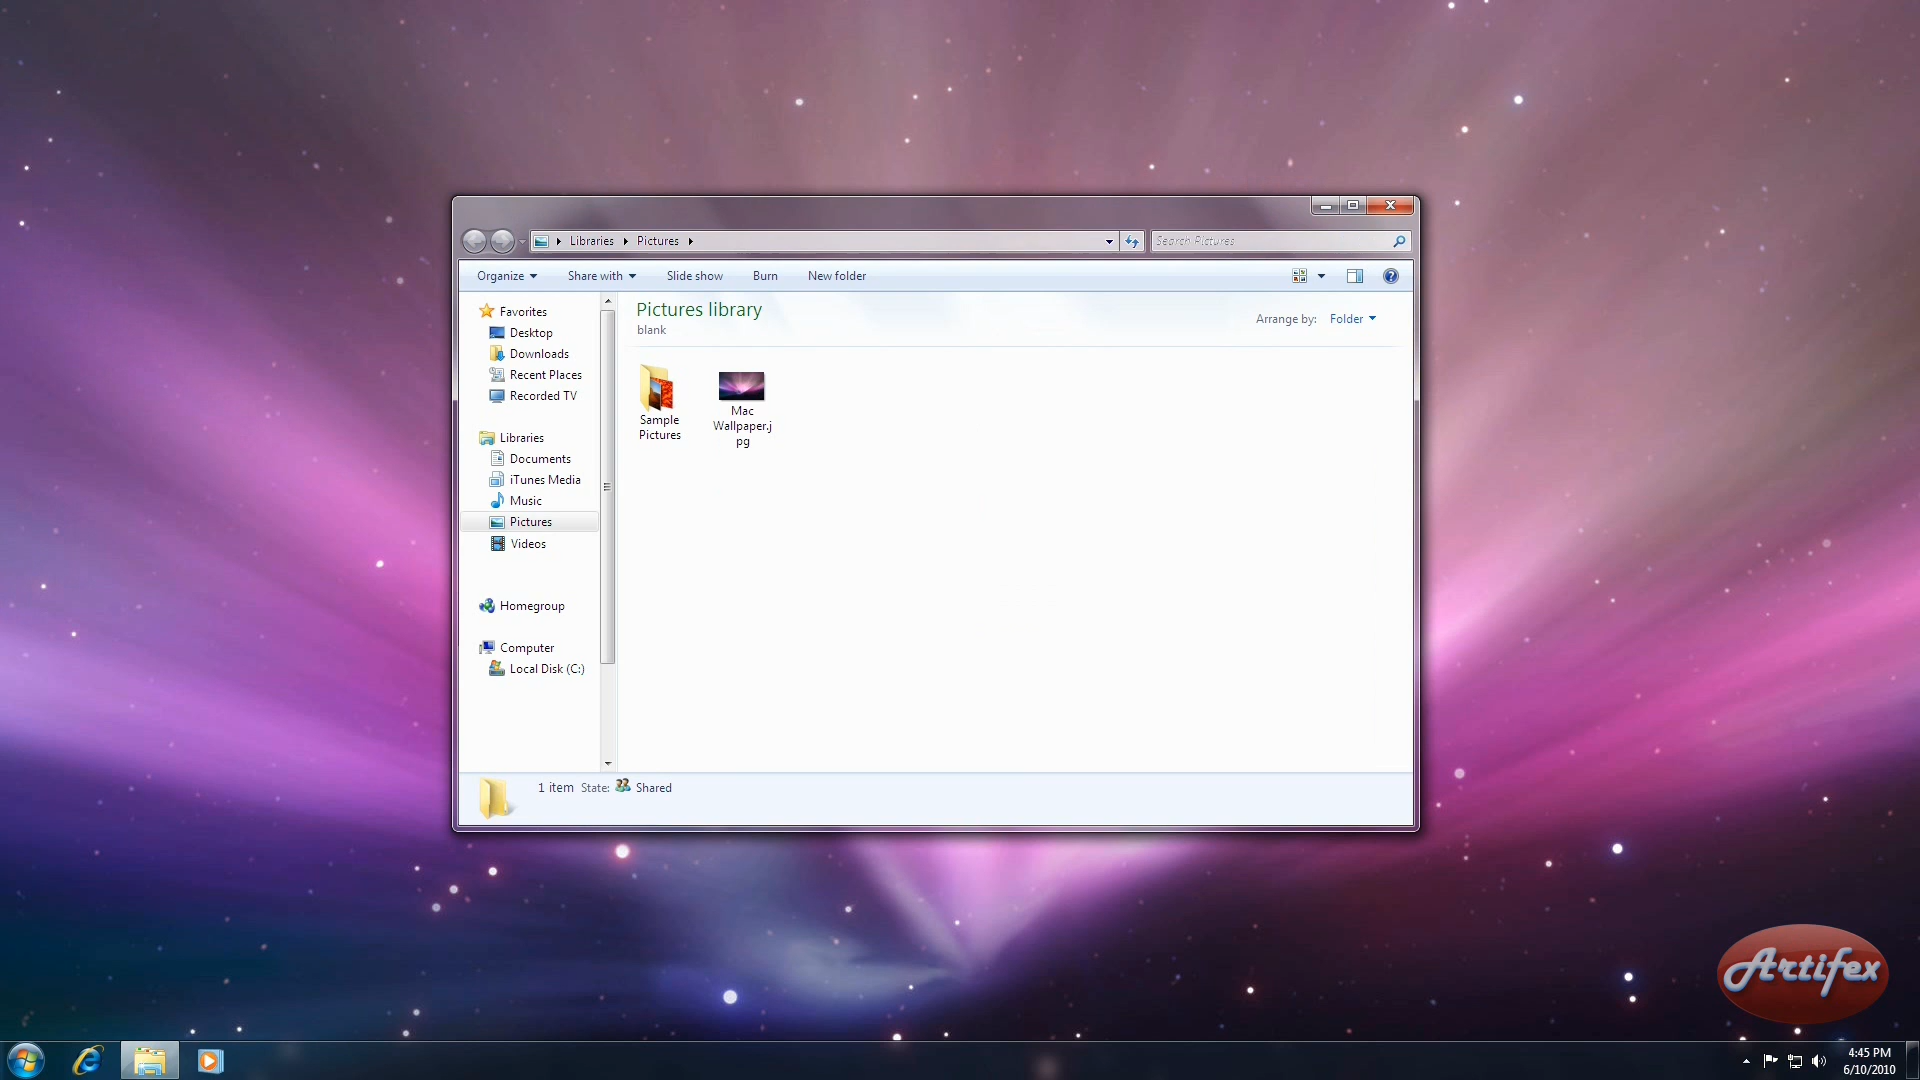 Libraries Pictures
Search Pictures
Organize Share with Slide show Burn New folder
Favorites
Desktop
Downloads
Recent Places
Recorded TV
Libraries
Documents
iTunes Media
Music
Pictures
Videos
Homegroup
Computer
Local Disk (C:)
Pictures library
blank
Arrange by: Folder
Sample
Pictures
Mac
Wallpaper.j
pg
1 item State: Shared
Artifex
4:45 PM
6/10/2010